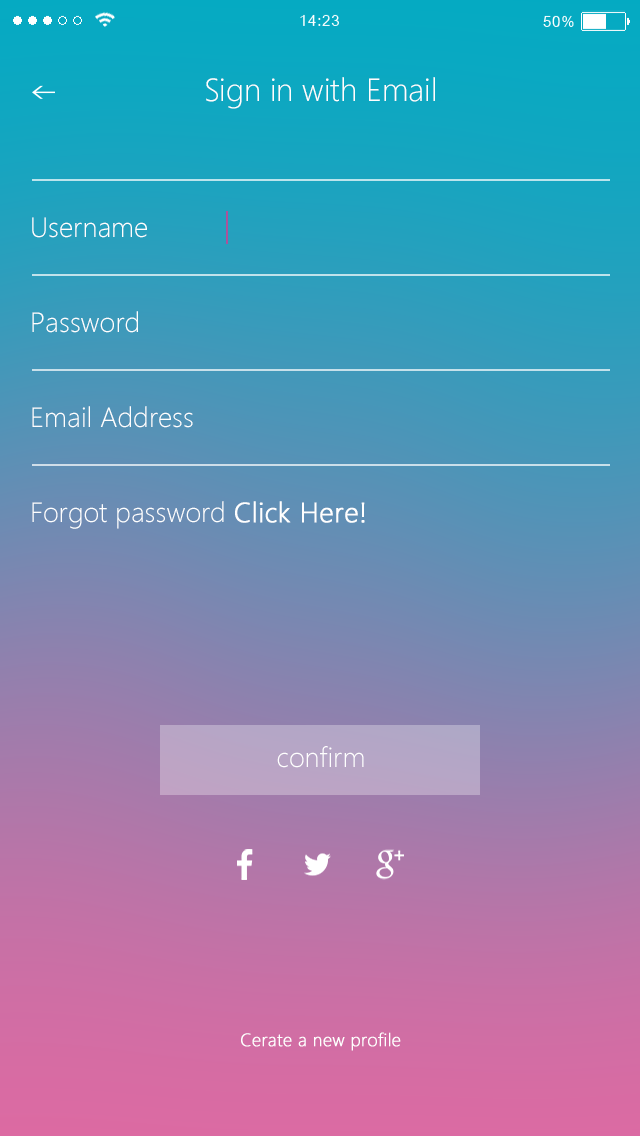 14:23
50%
Sign in with Email
Username
Password
Email Address
Forgot password Click Here!
confirm
Cerate a new profile